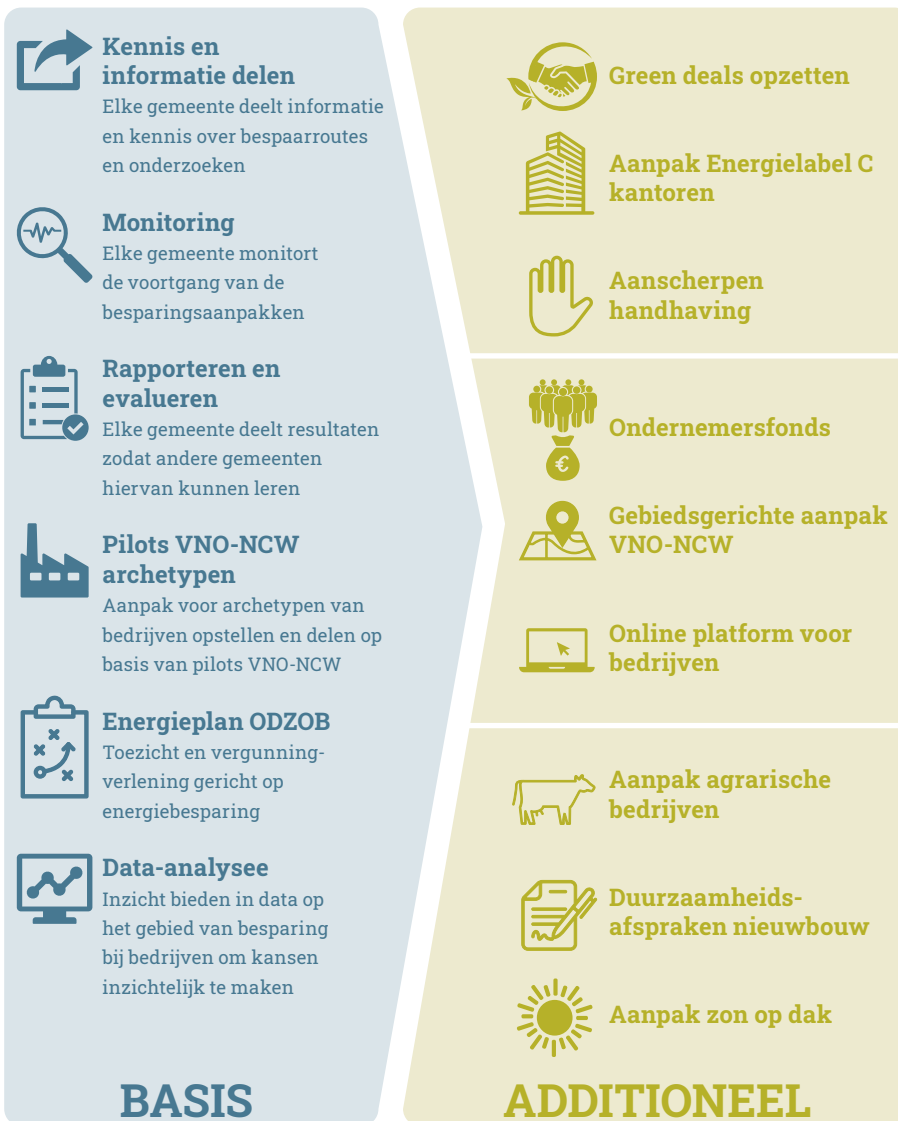 Kennis en
informatie delen
Elke gemeente deelt informatie
en kennis over bespaarroutes
en onderzoeken
Monitoring
Elke gemeente monitort
de voortgang van de
besparingsaanpakken
Rapporteren en
evalueren
Elke gemeente deelt resultaten
zodat andere gemeenten
hiervan kunnen leren
Pilots VNO-NCW
archetypen
Aanpak voor archetypen van
bedrijven opstellen en delen op
basis van pilots VNO-NCW
Energieplan ODZOB
Toezicht en vergunning-
verlening gericht op
energiebesparing
Data-analysee
Inzicht bieden in data op
het gebied van besparing
bij bedrijven om kansen
inzichtelijk te maken
BASIS
Green deals opzetten
Aanpak Energielabel C
kantoren
Aanscherpen
handhaving
€
Ondernemersfonds
Gebiedsgerichte aanpak
VNO-NCW
Online platform voor
bedrijven
Aanpak agrarische
bedrijven
Duurzaamheids-
afspraken nieuwbouw
Aanpak zon op dak
ADDITIONEEL